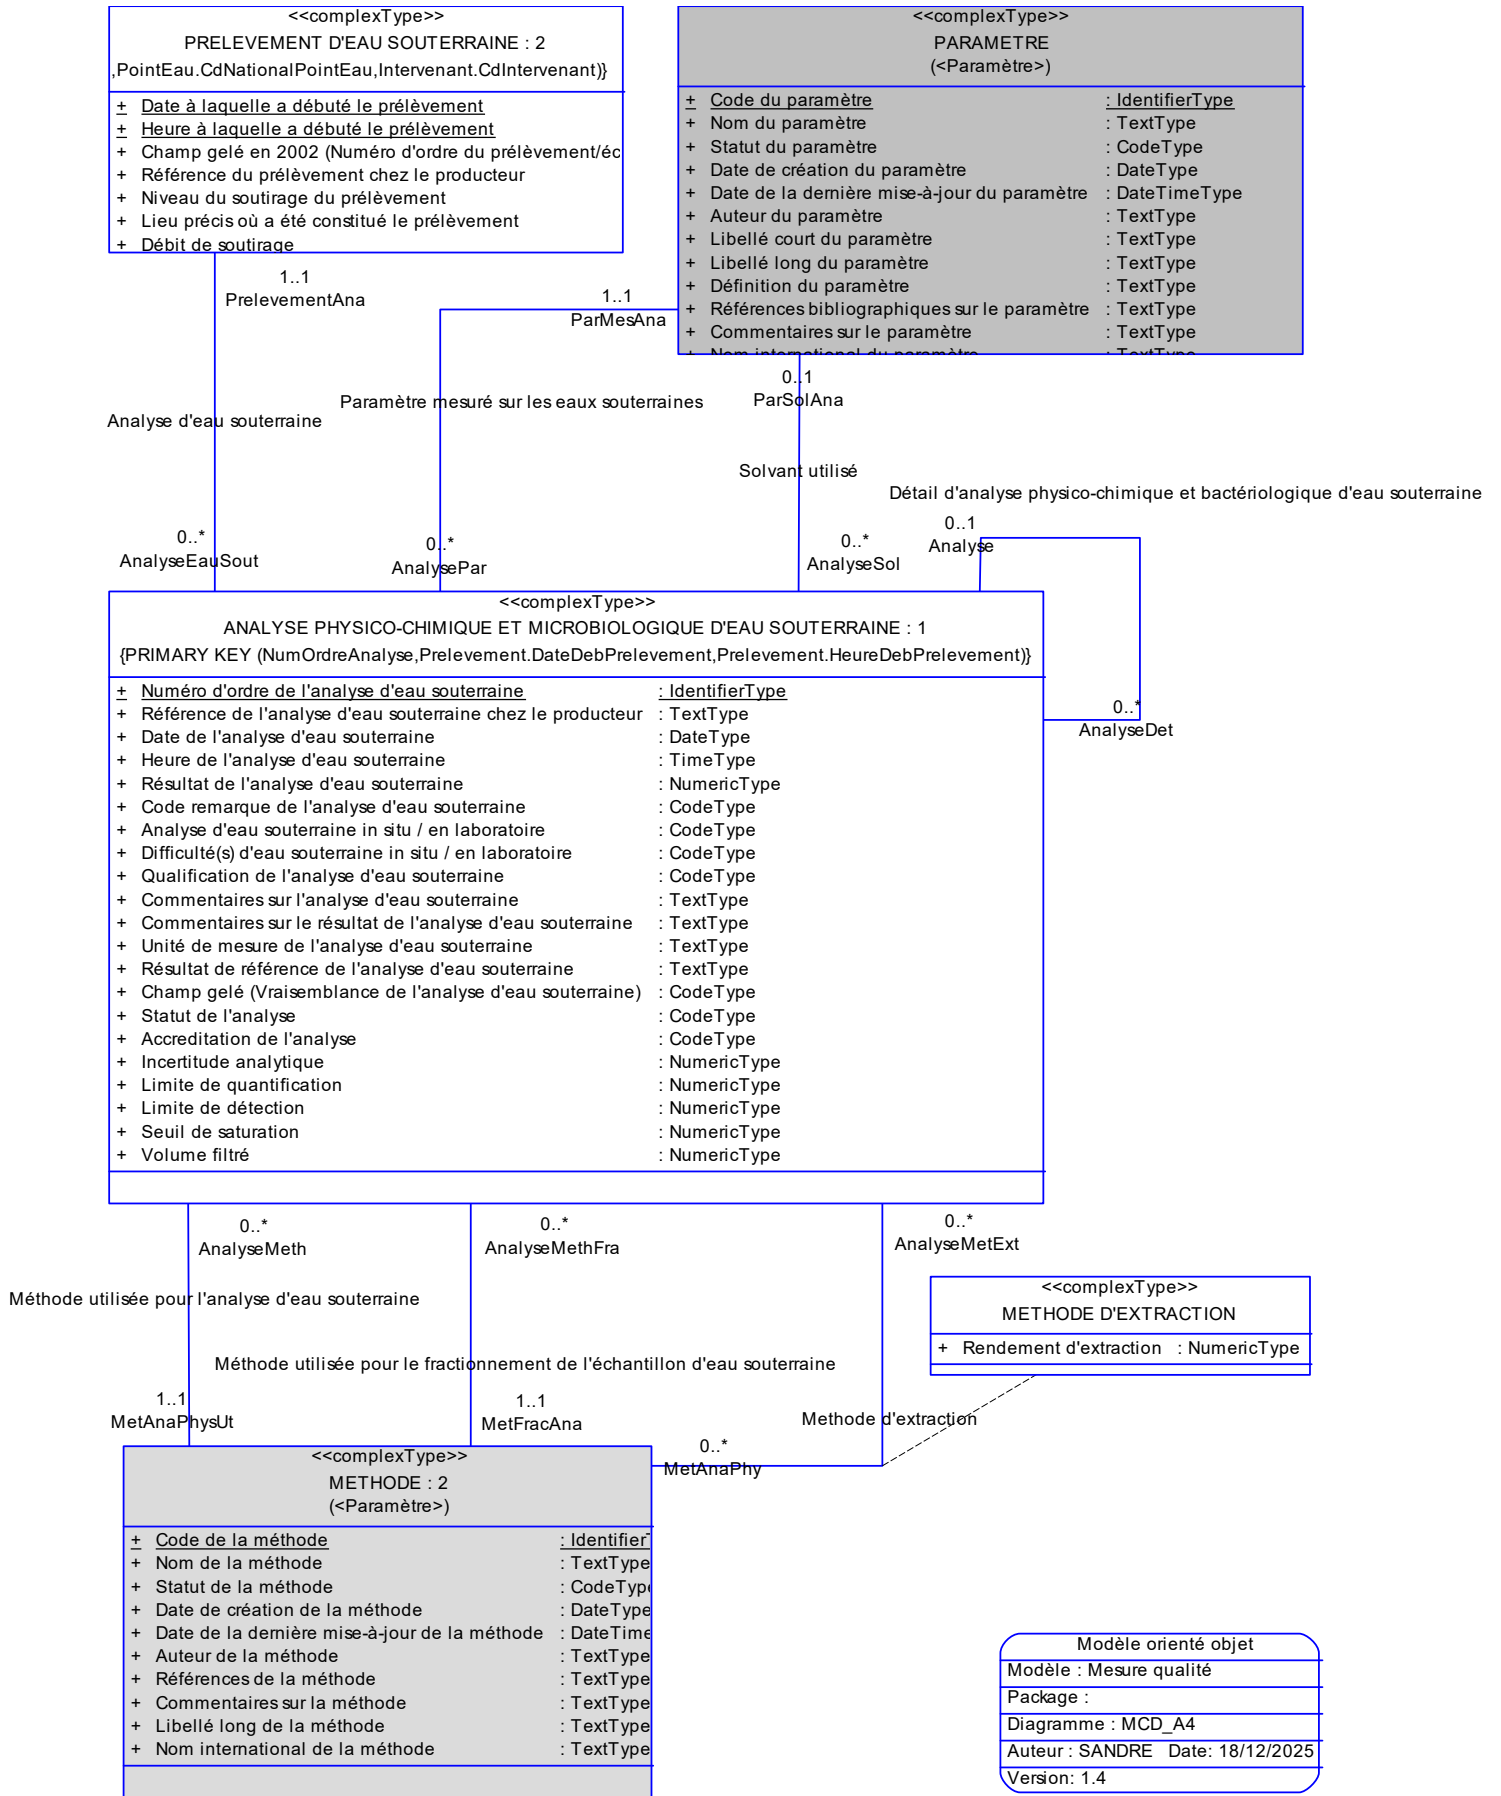 <<complexType>>
PRELEVEMENT D'EAU SOUTERRAINE : 2
,PointEau.CdNationalPointEau,Intervenant.CdIntervenant)}
+ Date à laquelle a débuté le prélèvement
+ Heure à laquelle a débuté le prélèvement
+ Champ gelé en 2002 (Numéro d'ordre du prélèvement/éc
+ Référence du prélèvement chez le producteur
+ Niveau du soutirage du prélèvement
+ Lieu précis où a été constitué le prélèvement
+ Débit de soutirage
<<complexType>>
PARAMETRE
(<Paramètre>)
+ Code du paramètre : IdentifierType
+ Nom du paramètre : TextType
+ Statut du paramètre : CodeType
+ Date de création du paramètre : DateType
+ Date de la dernière mise-à-jour du paramètre : DateTimeType
+ Auteur du paramètre : TextType
+ Libellé court du paramètre : TextType
+ Libellé long du paramètre : TextType
+ Définition du paramètre : TextType
+ Références bibliographiques sur le paramètre : TextType
+ Commentaires sur le paramètre : TextType
+ Nom international du paramètre : TextType
1..1
PrelevementAna
1..1
ParMesAna
0..1
ParSolAna
Analyse d'eau souterraine
Paramètre mesuré sur les eaux souterraines
Solvant utilisé
Détail d'analyse physico-chimique et bactériologique d'eau souterraine
0..*
AnalyseEauSout
0..*
AnalysePar
0..*
AnalyseSol
0..1
Analyse
0..*
AnalyseDet
<<complexType>>
ANALYSE PHYSICO-CHIMIQUE ET MICROBIOLOGIQUE D'EAU SOUTERRAINE : 1
{PRIMARY KEY (NumOrdreAnalyse,Prelevement.DateDebPrelevement,Prelevement.HeureDebPrelevement)}
+ Numéro d'ordre de l'analyse d'eau souterraine : IdentifierType
+ Référence de l'analyse d'eau souterraine chez le producteur : TextType
+ Date de l'analyse d'eau souterraine : DateType
+ Heure de l'analyse d'eau souterraine : TimeType
+ Résultat de l'analyse d'eau souterraine : NumericType
+ Code remarque de l'analyse d'eau souterraine : CodeType
+ Analyse d'eau souterraine in situ / en laboratoire : CodeType
+ Difficulté(s) d'eau souterraine in situ / en laboratoire : CodeType
+ Qualification de l'analyse d'eau souterraine : CodeType
+ Commentaires sur l'analyse d'eau souterraine : TextType
+ Commentaires sur le résultat de l'analyse d'eau souterraine : TextType
+ Unité de mesure de l'analyse d'eau souterraine : TextType
+ Résultat de référence de l'analyse d'eau souterraine : TextType
+ Champ gelé (Vraisemblance de l'analyse d'eau souterraine) : CodeType
+ Statut de l'analyse : CodeType
+ Accreditation de l'analyse : CodeType
+ Incertitude analytique : NumericType
+ Limite de quantification : NumericType
+ Limite de détection : NumericType
+ Seuil de saturation : NumericType
+ Volume filtré : NumericType
0..*
AnalyseMeth
0..*
AnalyseMethFra
0..*
AnalyseMetExt
Méthode utilisée pour l'analyse d'eau souterraine
<<complexType>>
METHODE D'EXTRACTION
+ Rendement d'extraction : NumericType
Méthode utilisée pour le fractionnement de l'échantillon d'eau souterraine
1..1
MetAnaPhysUt
1..1
MetFracAna
Methode d'extraction
0..*
MetAnaPhy
<<complexType>>
METHODE : 2
(<Paramètre>)
+ Code de la méthode : IdentifierT
+ Nom de la méthode : TextType
+ Statut de la méthode : CodeType
+ Date de création de la méthode : DateType
+ Date de la dernière mise-à-jour de la méthode : DateTime
+ Auteur de la méthode : TextType
+ Références de la méthode : TextType
+ Commentaires sur la méthode : TextType
+ Libellé long de la méthode : TextType
+ Nom international de la méthode : TextType
Modèle orienté objet
Modèle : Mesure qualité
Package :
Diagramme : MCD_A4
Auteur : SANDRE Date: 18/12/2025
Version: 1.4